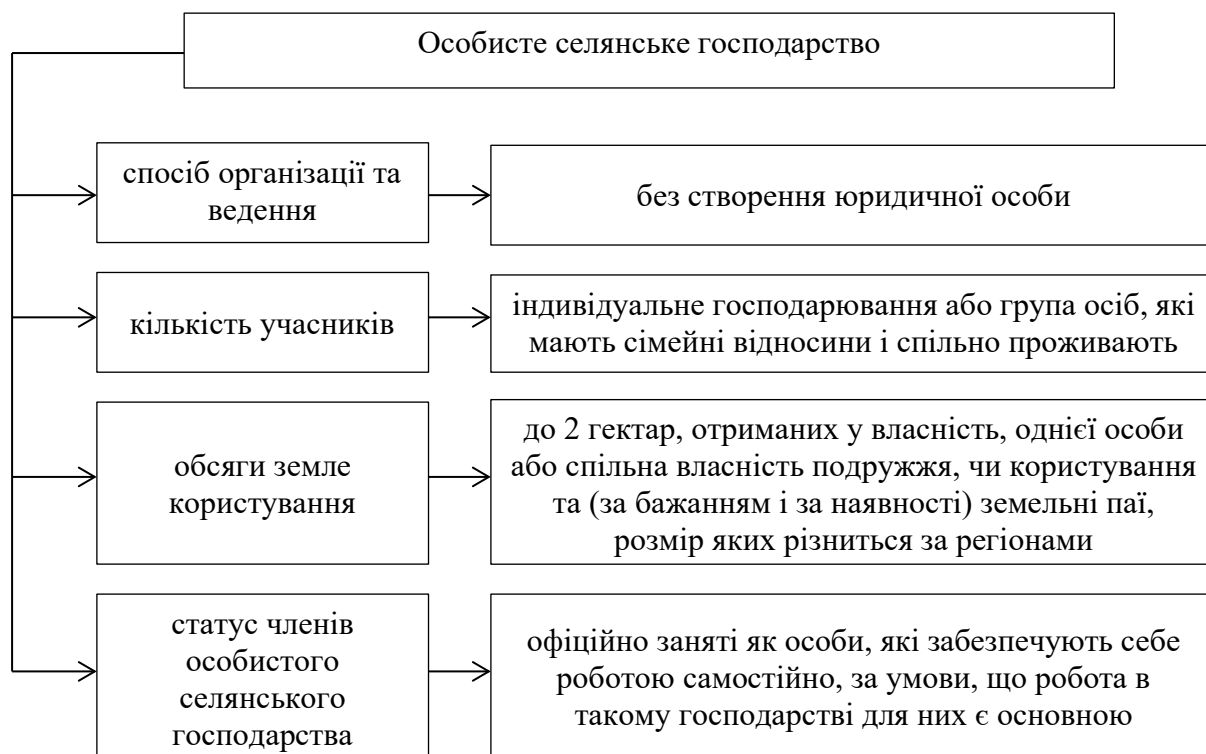 Особисте селянське господарство
спосіб організації та
ведення
без створення юридичної особи
кількість учасників
індивідуальне господарювання або група осіб, які
мають сімейні відносини і спільно проживають
обсяги земле
користування
до 2 гектар, отриманих у власність, однієї особи
або спільна власність подружжя, чи користування
та (за бажанням і за наявності) земельні паї,
розмір яких різниться за регіонами
статус членів
особистого
селянського
господарства
офіційно заняті як особи, які забезпечують себе
роботою самостійно, за умови, що робота в
такому господарстві для них є основною